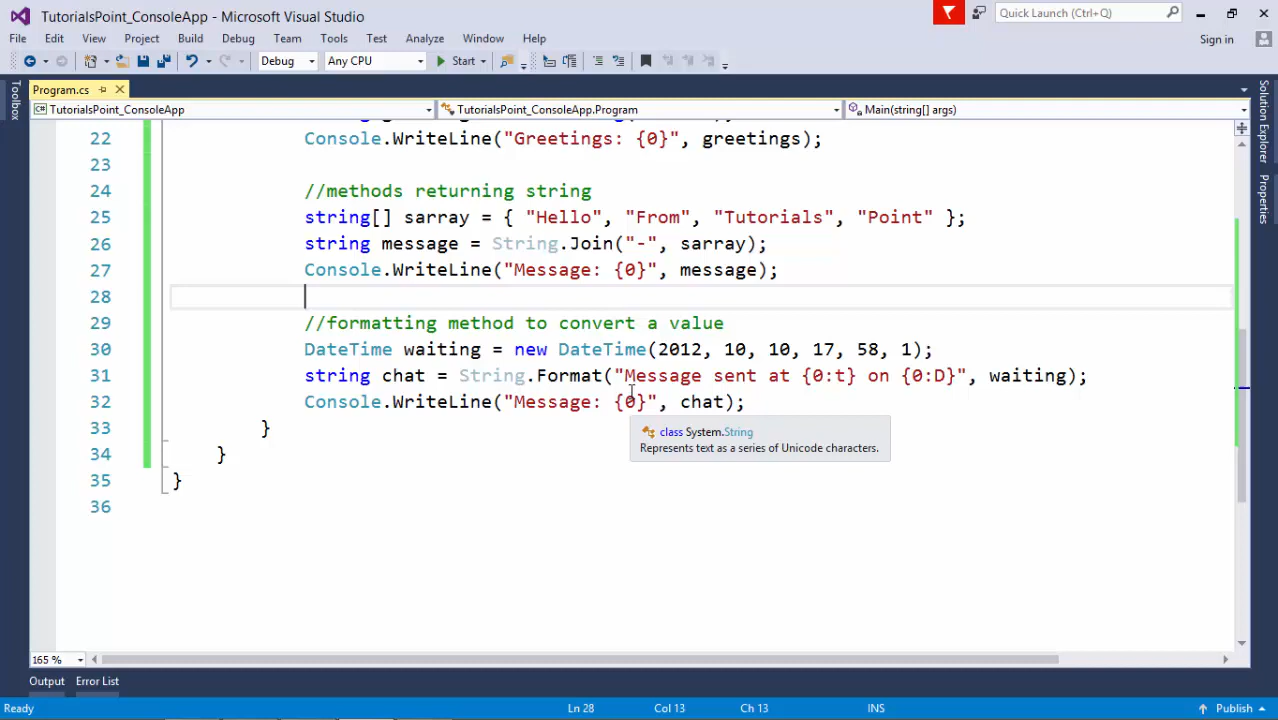 TutorialsPoint_ConsoleApp - Microsoft Visual Studio
Quick Launch (Ctrl+Q)
File Edit View Project Build Debug Team Tools Test Analyze Window Help
Sign in
Debug Any CPU Start
Program.cs
TutorialsPoint_ConsoleApp TutorialsPoint_ConsoleApp.Program Main(string[] args)
Toolbox
Solution Explorer
Properties
22 Console.WriteLine("Greetings: {0}", greetings);
23
24 //methods returning string
25 string[] sarray = { "Hello", "From", "Tutorials", "Point" };
26 string message = String.Join("-", sarray);
27 Console.WriteLine("Message: {0}", message);
28
29 //formatting method to convert a value
30 DateTime waiting = new DateTime(2012, 10, 10, 17, 58, 1);
31 string chat = String.Format("Message sent at {0:t} on {0:D}", waiting);
32 Console.WriteLine("Message: {0}", chat);
33 }
class System.String
Represents text as a series of Unicode characters.
34 }
35 }
36
165 %
Output Error List
Ready Ln 28 Col 13 Ch 13 INS Publish